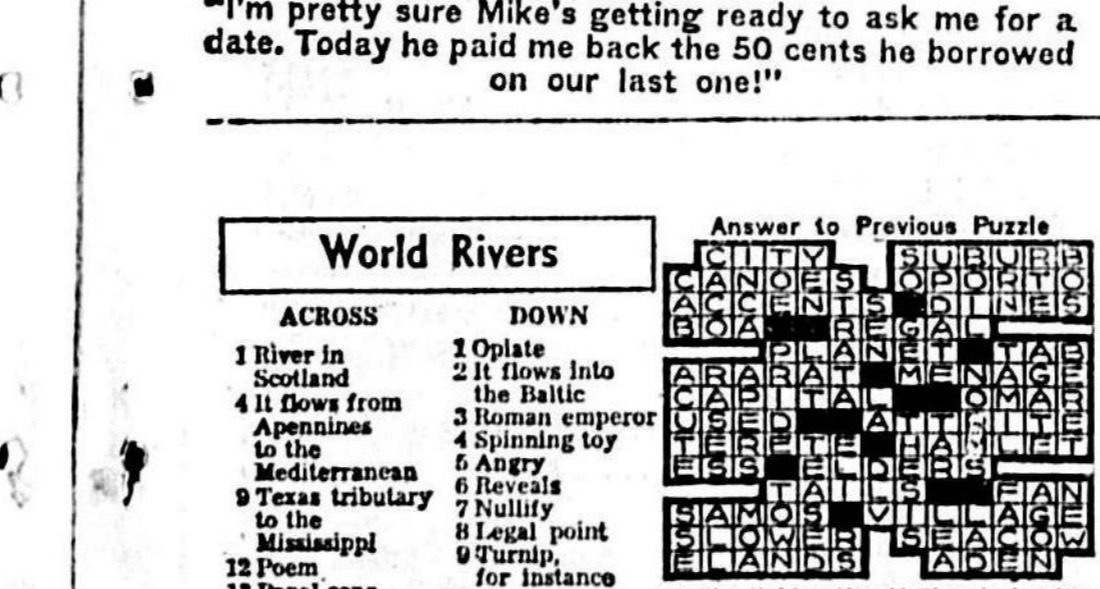 "I'm pretty sure Mike's getting ready to ask me for a
date. Today he paid me back the 50 cents he borrowed
on our last one!"
World Rivers
ACROSS
1 River in
Scotland
4 It flows from
Apennines
to the
Mediterranean
9 Texas tributary
to the
Mississippi
12 Poem
DOWN
1 Opiate
2 It flows into
the Baltic
3 Roman emperor
4 Spinning toy
5 Angry
6 Reveals
7 Nullify
8 Legal point
9 Turnip,
for instance
Answer to Previous Puzzle
CITY SUBURB
CANOES OPORTO
ACCENTS DINES
BOA REGAL
PLANET TAB
ARARAT MENAGE
CAPITAL OMAR
USED ATTILE
TERETE HALET
ESS ELDERS
TAILS FAN
SAMOS VILLAGE
SLOWER SEACOW
ELANDS ADEN